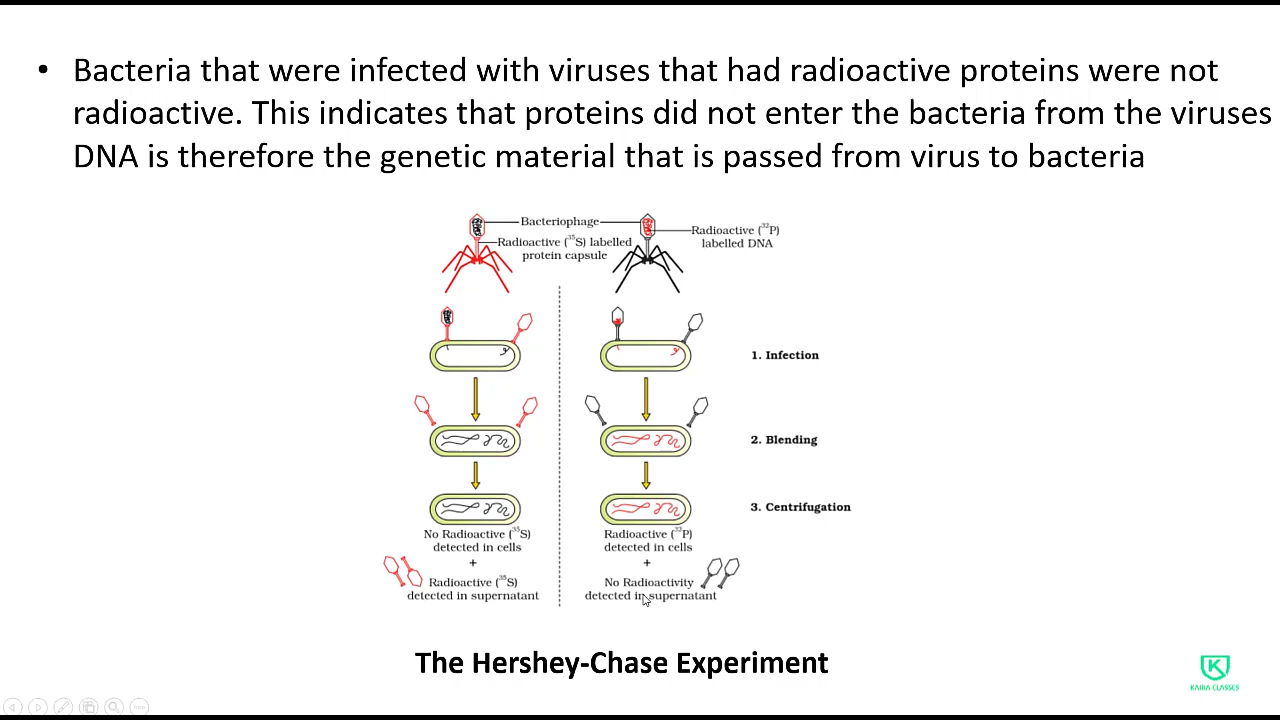 • Bacteria that were infected with viruses that had radioactive proteins were not
radioactive. This indicates that proteins did not enter the bacteria from the viruses
DNA is therefore the genetic material that is passed from virus to bacteria
Bacteriophage
Radioactive (³⁵S) labelled
protein capsule
Radioactive (³²P)
labelled DNA
1. Infection
2. Blending
3. Centrifugation
No Radioactive (³⁵S)
detected in cells
+
Radioactive (³⁵S)
detected in supernatant
Radioactive (³²P)
detected in cells
+
No Radioactivity
detected in supernatant
The Hershey-Chase Experiment
K
KAIRA CLASSES